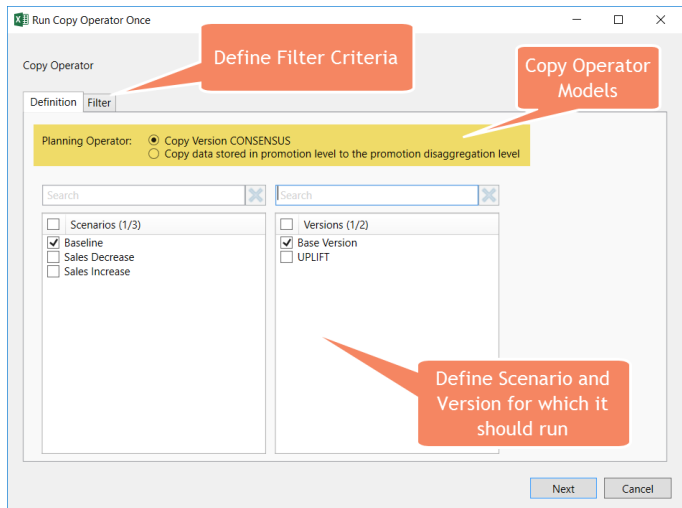 Run Copy Operator Once
Define Filter Criteria
Copy Operator
Copy Operator
Models
Definition Filter
Planning Operator: Copy Version CONSENSUS
Copy data stored in promotion level to the promotion disaggregation level
Search Search
Scenarios (1/3) Versions (1/2)
Baseline Base Version
Sales Decrease UPLIFT
Sales Increase
Define Scenario and
Version for which it
should run
Next Cancel